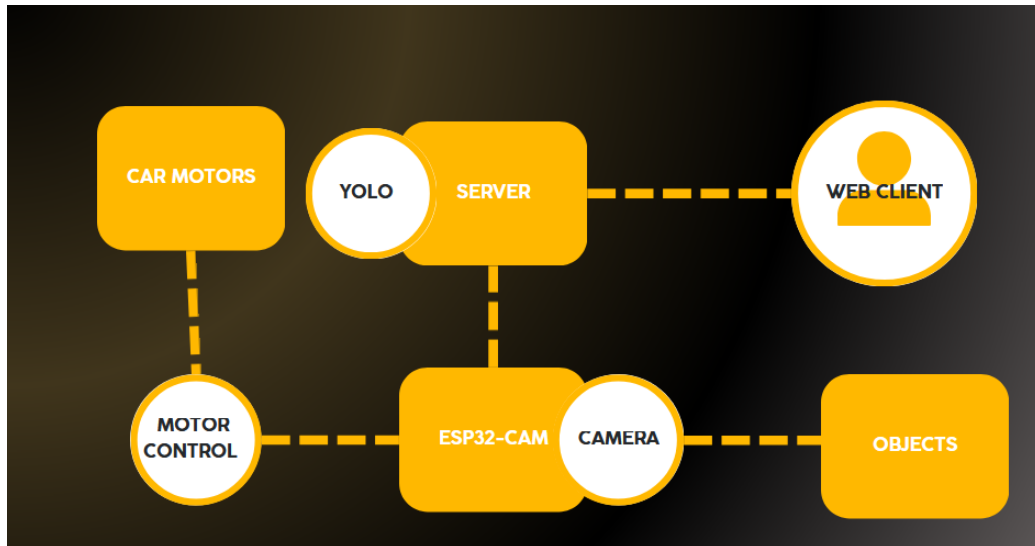 CAR MOTORS
YOLO
SERVER
WEB CLIENT
MOTOR
CONTROL
ESP32-CAM
CAMERA
OBJECTS